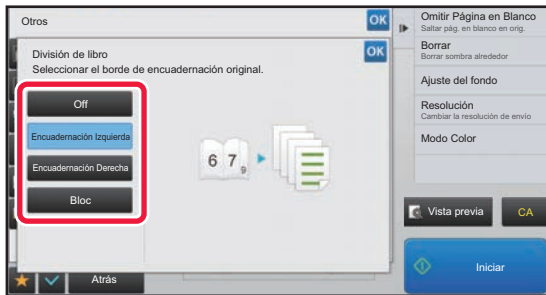 Otros
OK
División de libro
OK
Seleccionar el borde de encuadernación original.
Off
Encuadernación Izquierda
Encuadernación Derecha
Bloc
6 7 9
Atrás
Omitir Página en Blanco
Saltar pág. en blanco en orig.
Borrar
Borrar sombra alrededor
Ajuste del fondo
Resolución
Cambiar la resolución de envío
Modo Color
Vista previa
CA
Iniciar